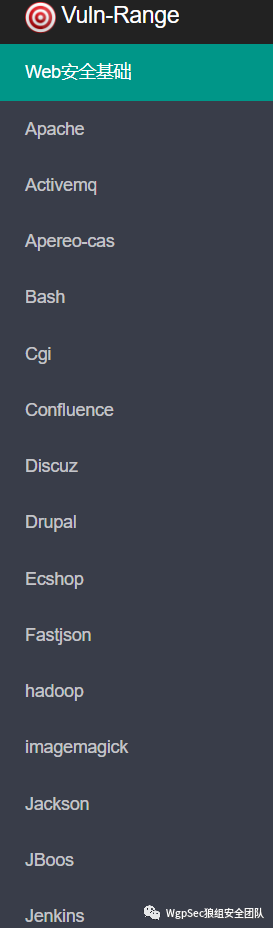 Vuln-Range
Web安全基础
Apache
Activemq
Apereo-cas
Bash
Cgi
Confluence
Discuz
Drupal
Ecshop
Fastjson
hadoop
imagemagick
Jackson
JBoos
Jenkins
WgpSec狼组安全团队